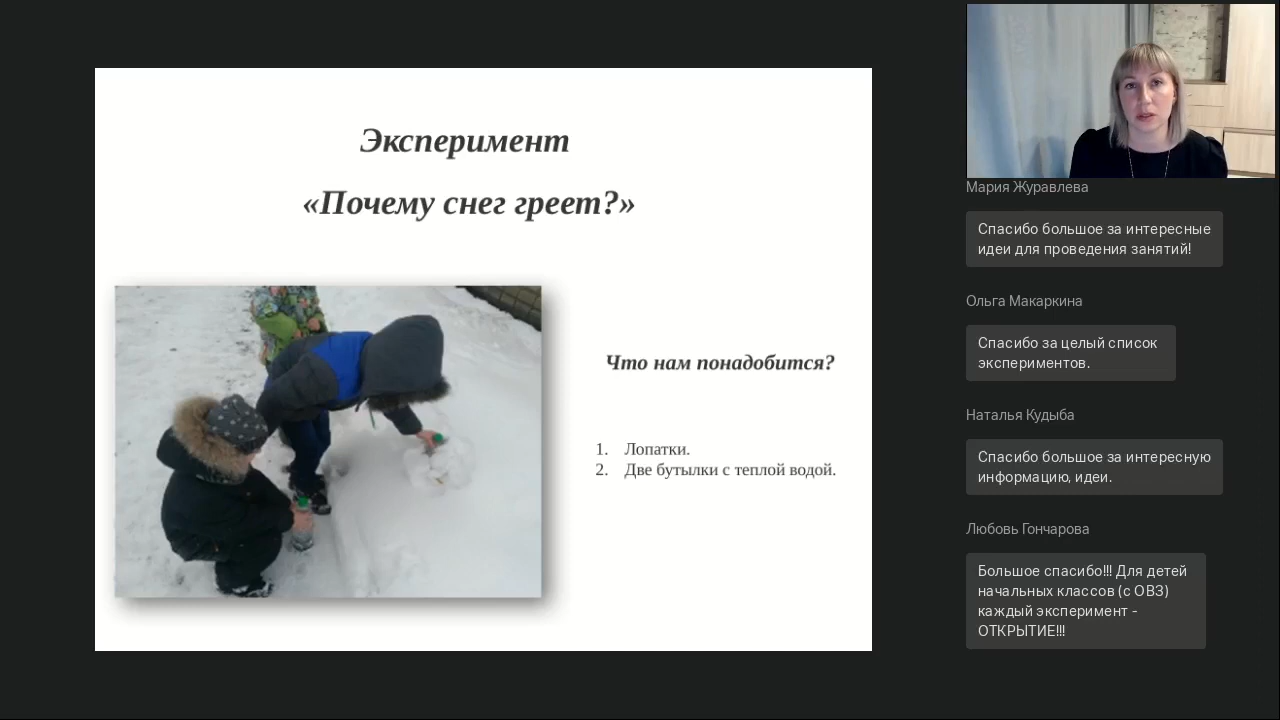 Эксперимент
«Почему снег греет?»
Что нам понадобится?
1. Лопатки.
2. Две бутылки с теплой водой.
Мария Журавлева
Спасибо большое за интересные
идеи для проведения занятий!
Ольга Макаркина
Спасибо за целый список
экспериментов.
Наталья Кудыба
Спасибо большое за интересную
информацию, идеи.
Любовь Гончарова
Большое спасибо!!! Для детей
начальных классов (с ОВЗ)
каждый эксперимент -
ОТКРЫТИЕ!!!